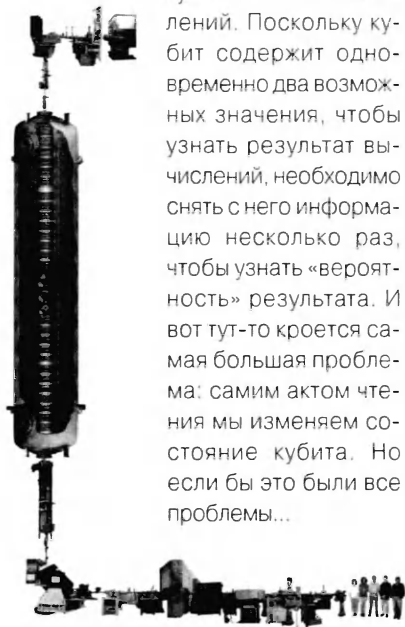 лений. Поскольку ку-
бит содержит одно-
временно два возмож-
ных значения, чтобы
узнать результат вы-
числений, необходимо
снять с него информа-
цию несколько раз,
чтобы узнать «вероят-
ность» результата. И
вот тут-то кроется са-
мая большая пробле-
ма: самим актом чте-
ния мы изменяем со-
стояние кубита. Но
если бы это были все
проблемы...